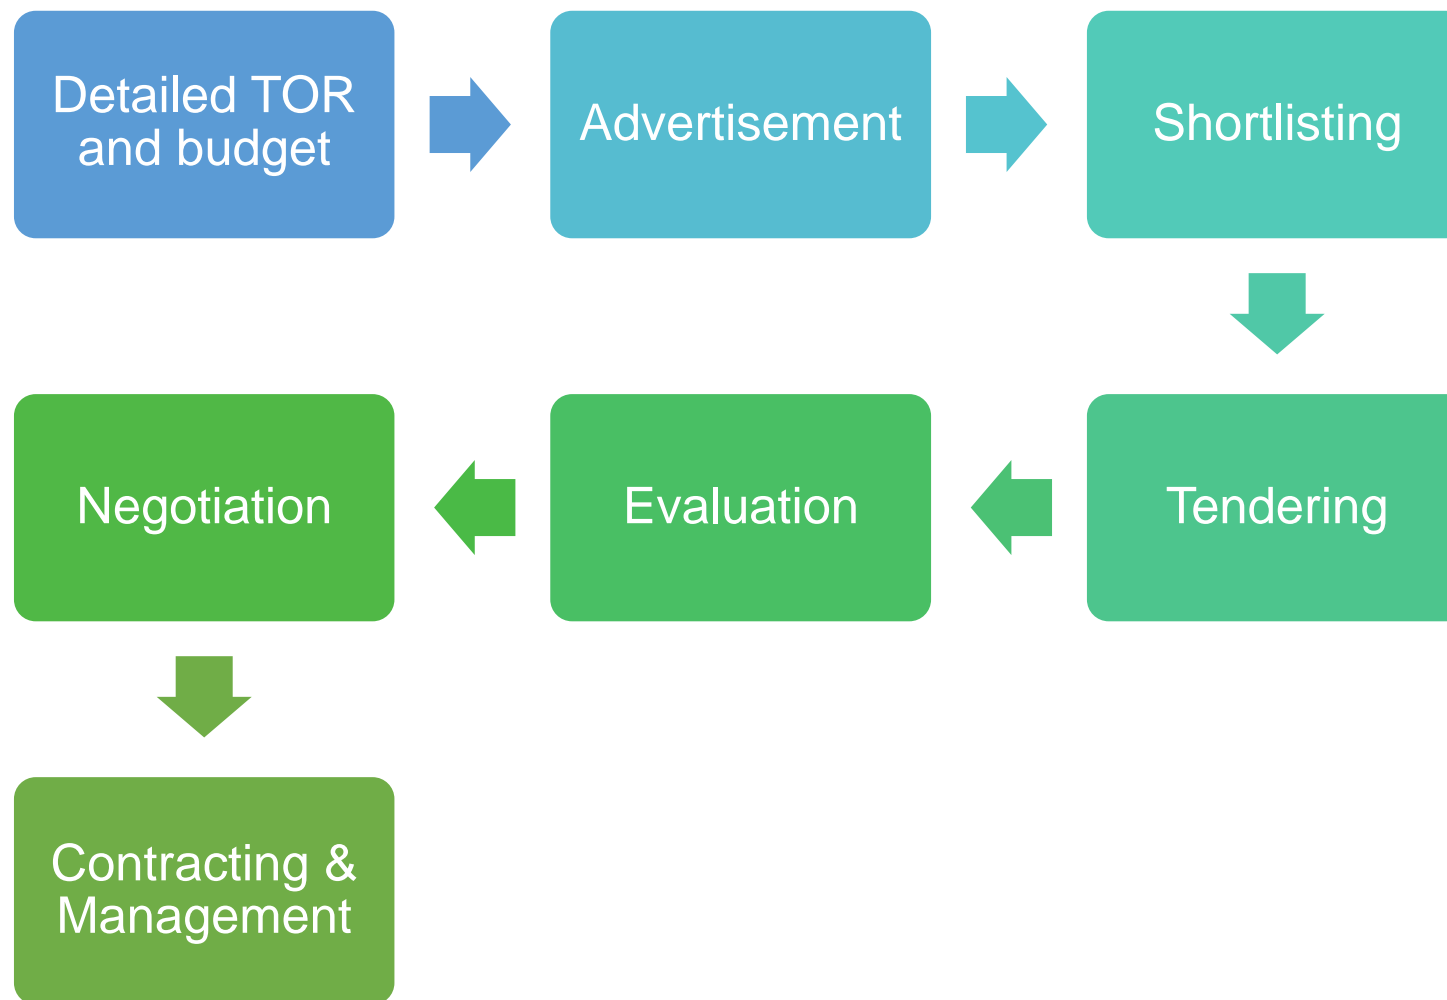 Detailed TOR
and budget
Advertisement
Shortlisting
Tendering
Evaluation
Negotiation
Contracting &
Management